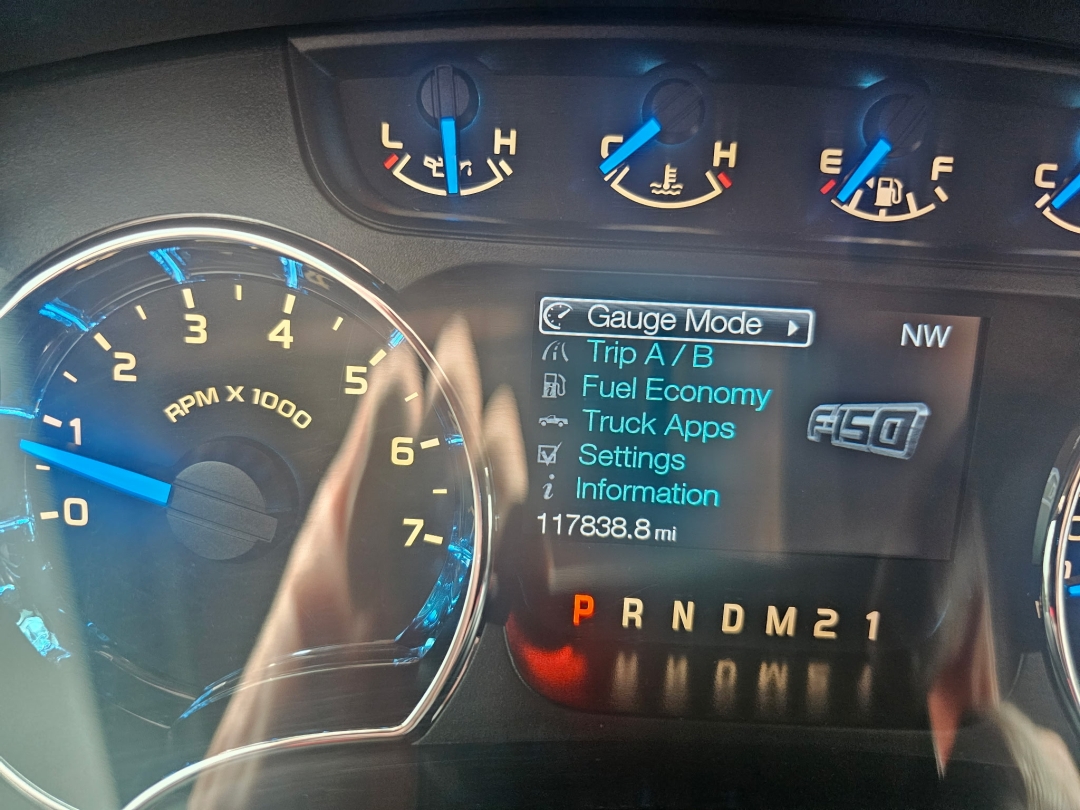 L H
C H
E F
C
0
1
2
3
4
5
6
7
RPM X 1000
Gauge Mode
NW
Trip A / B
Fuel Economy
F150
Truck Apps
Settings
Information
117838.8 mi
P R N D M 2 1